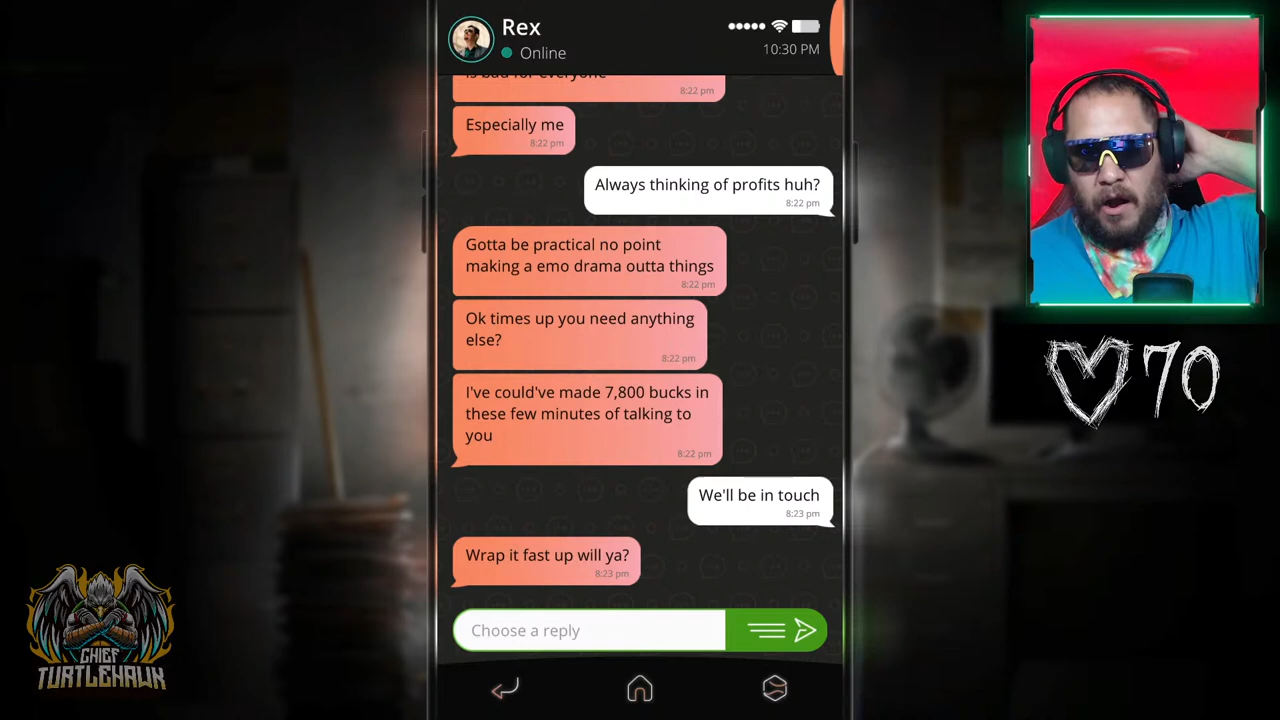 Rex
Online
10:30 PM
is bad for everyone
8:22 pm
Especially me
8:22 pm
Always thinking of profits huh?
8:22 pm
Gotta be practical no point
making a emo drama outta things
8:22 pm
Ok times up you need anything
else?
8:22 pm
I've could've made 7,800 bucks in
these few minutes of talking to
you
8:22 pm
We'll be in touch
8:23 pm
Wrap it fast up will ya?
8:23 pm
Choose a reply
70
CHIEF
TURTLEHAWK